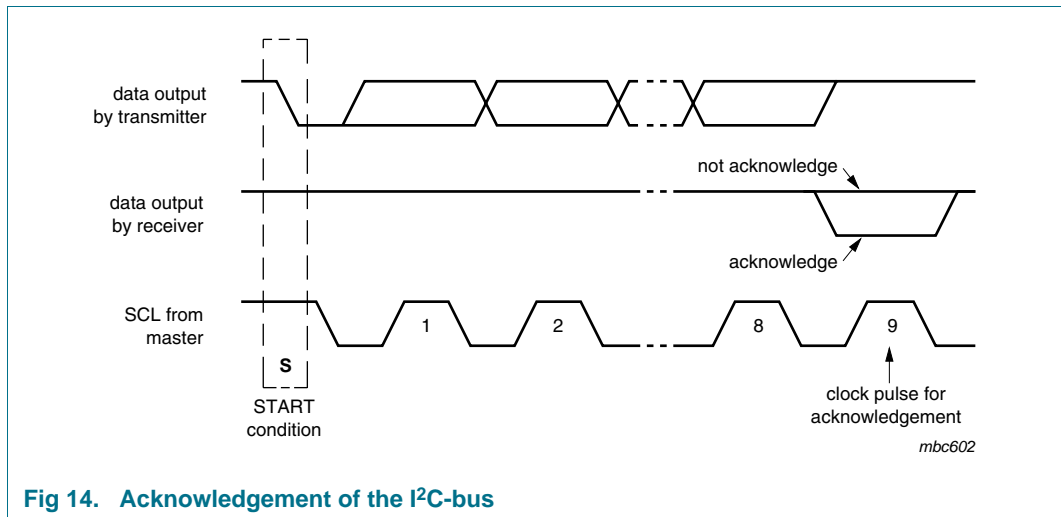 data output
by transmitter
not acknowledge
data output
by receiver
acknowledge
SCL from
master
1
2
8
9
S
START
condition
clock pulse for
acknowledgement
mbc602
Fig 14. Acknowledgement of the I²C-bus